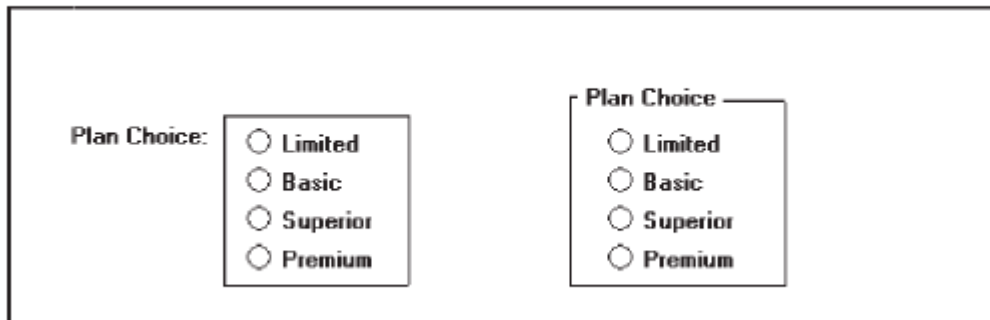 Plan Choice:
Limited
Basic
Superior
Premium
Plan Choice
Limited
Basic
Superior
Premium